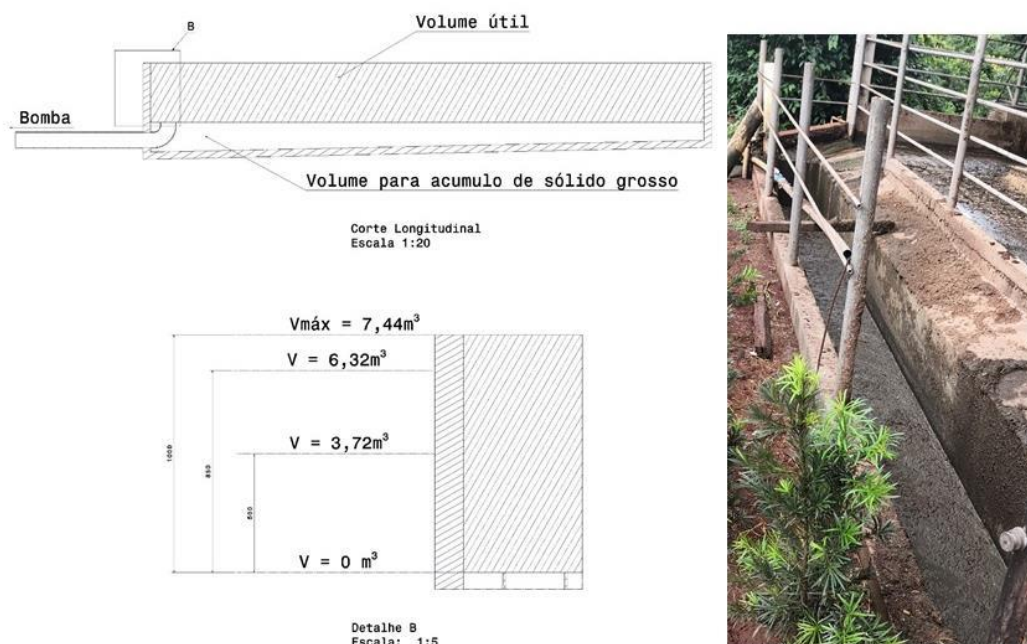 B
Volume útil
Bomba
Volume para acumulo de sólido grosso
Corte Longitudinal
Escala 1:20
Vmáx = 7,44m³
V = 6,32m³
V = 3,72m³
V = 0 m³
1000
850
500
Detalhe B
Escala: 1:5